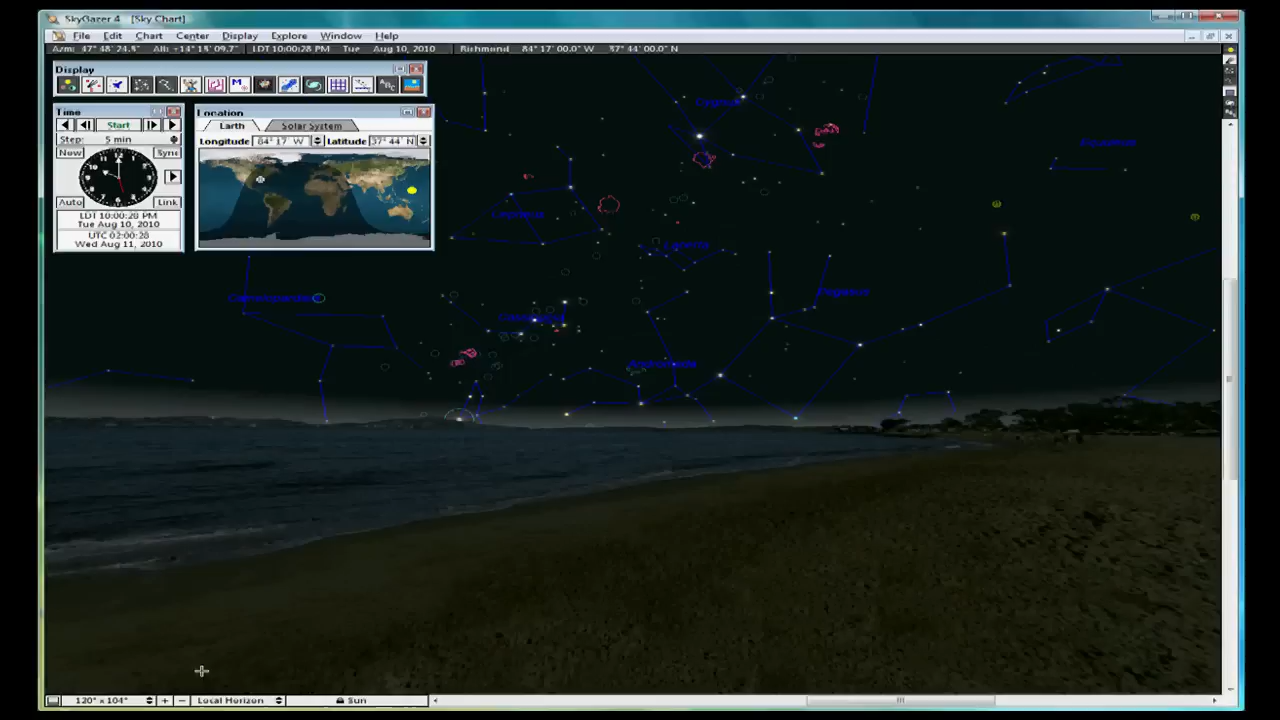 SkyGazer 4 [Sky Chart]
File Edit Chart Center Display Explore Window Help
Azm: 47° 48' 24.5" Alt: +14° 15' 09.7" LDT 10:00:28 PM Tue Aug 10, 2010 Richmond 84° 17' 00.0" W 37° 44' 00.0" N
Display
ABC
Time
Start
Step: 5 min
Now Sync
Auto Link
LDT 10:00:28 PM
Tue Aug 10, 2010
UTC 02:00:28
Wed Aug 11, 2010
Location
Earth Solar System
Longitude 84° 17' W Latitude 37° 44' N
Cygnus
Cepheus
Lacerta
Pegasus
Andromeda
120° x 104° + − Local Horizon Sun